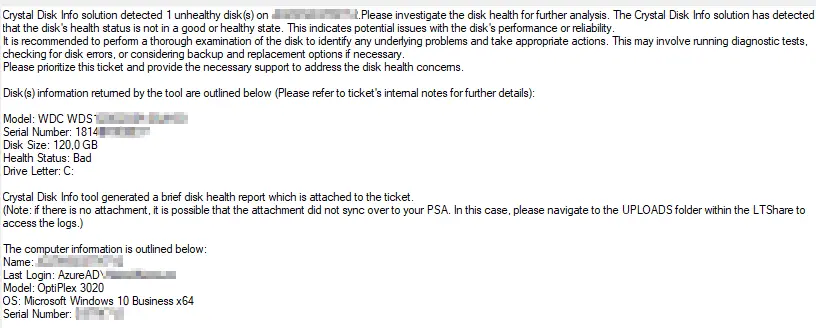 Crystal Disk Info solution detected 1 unhealthy disk(s) on .Please investigate the disk health for further analysis. The Crystal Disk Info solution has detected
that the disk's health status is not in a good or healthy state. This indicates potential issues with the disk's performance or reliability.
It is recommended to perform a thorough examination of the disk to identify any underlying problems and take appropriate actions. This may involve running diagnostic tests,
checking for disk errors, or considering backup and replacement options if necessary.
Please prioritize this ticket and provide the necessary support to address the disk health concerns.
Disk(s) information returned by the tool are outlined below (Please refer to ticket's internal notes for further details):
Model: WDC WDS1
Serial Number: 1814
Disk Size: 120,0 GB
Health Status: Bad
Drive Letter: C:
Crystal Disk Info tool generated a brief disk health report which is attached to the ticket.
(Note: if there is no attachment, it is possible that the attachment did not sync over to your PSA. In this case, please navigate to the UPLOADS folder within the LTShare to
access the logs.)
The computer information is outlined below:
Name:
Last Login: AzureAD\
Model: OptiPlex 3020
OS: Microsoft Windows 10 Business x64
Serial Number: